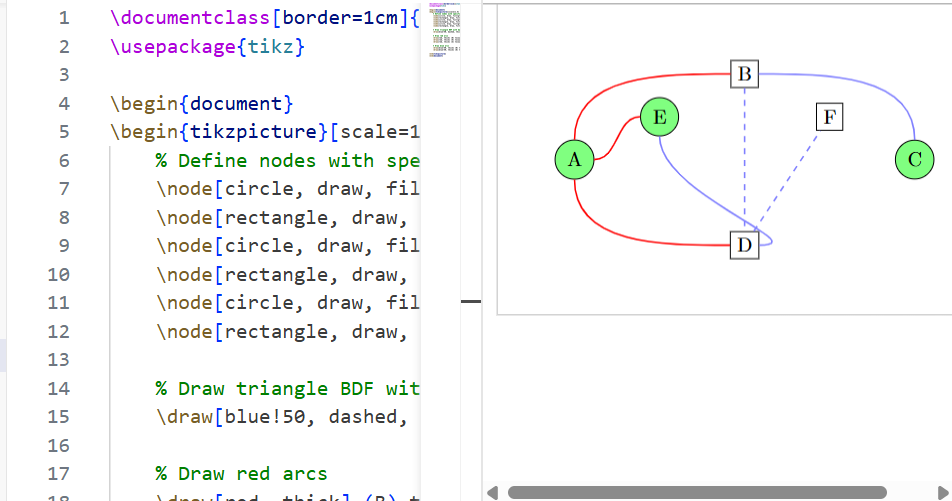 1 \documentclass[border=1cm]{
2 \usepackage{tikz}
3
4 \begin{document}
5 \begin{tikzpicture}[scale=1
6 % Define nodes with spe
7 \node[circle, draw, fil
8 \node[rectangle, draw,
9 \node[circle, draw, fil
10 \node[rectangle, draw,
11 \node[circle, draw, fil
12 \node[rectangle, draw,
13
14 % Draw triangle BDF wit
15 \draw[blue!50, dashed,
16
17 % Draw red arcs
18 \draw[red, thick] (B) t
B
E
F
A
C
D